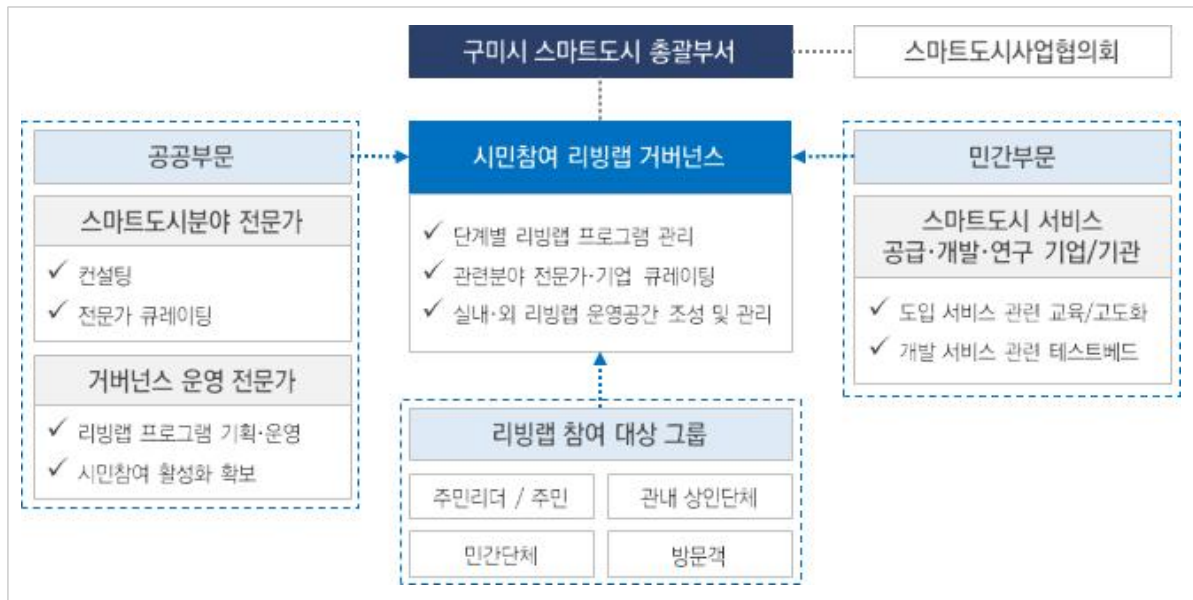 구미시 스마트도시 총괄부서
스마트도시사업협의회
공공부문
스마트도시분야 전문가
✓ 컨설팅
✓ 전문가 큐레이팅
거버넌스 운영 전문가
✓ 리빙랩 프로그램 기획·운영
✓ 시민참여 활성화 확보
시민참여 리빙랩 거버넌스
✓ 단계별 리빙랩 프로그램 관리
✓ 관련분야 전문가·기업 큐레이팅
✓ 실내·외 리빙랩 운영공간 조성 및 관리
민간부문
스마트도시 서비스
공급·개발·연구 기업/기관
✓ 도입 서비스 관련 교육/고도화
✓ 개발 서비스 관련 테스트베드
리빙랩 참여 대상 그룹
주민리더 / 주민
관내 상인단체
민간단체
방문객